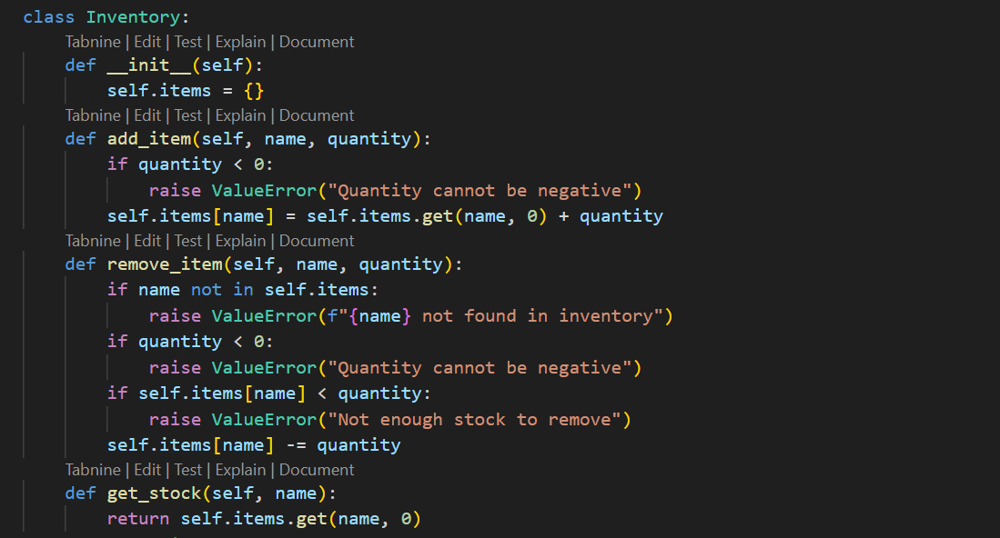 class Inventory:
Tabnine | Edit | Test | Explain | Document
def __init__(self):
self.items = {}
Tabnine | Edit | Test | Explain | Document
def add_item(self, name, quantity):
if quantity < 0:
raise ValueError("Quantity cannot be negative")
self.items[name] = self.items.get(name, 0) + quantity
Tabnine | Edit | Test | Explain | Document
def remove_item(self, name, quantity):
if name not in self.items:
raise ValueError(f"{name} not found in inventory")
if quantity < 0:
raise ValueError("Quantity cannot be negative")
if self.items[name] < quantity:
raise ValueError("Not enough stock to remove")
self.items[name] -= quantity
Tabnine | Edit | Test | Explain | Document
def get_stock(self, name):
return self.items.get(name, 0)